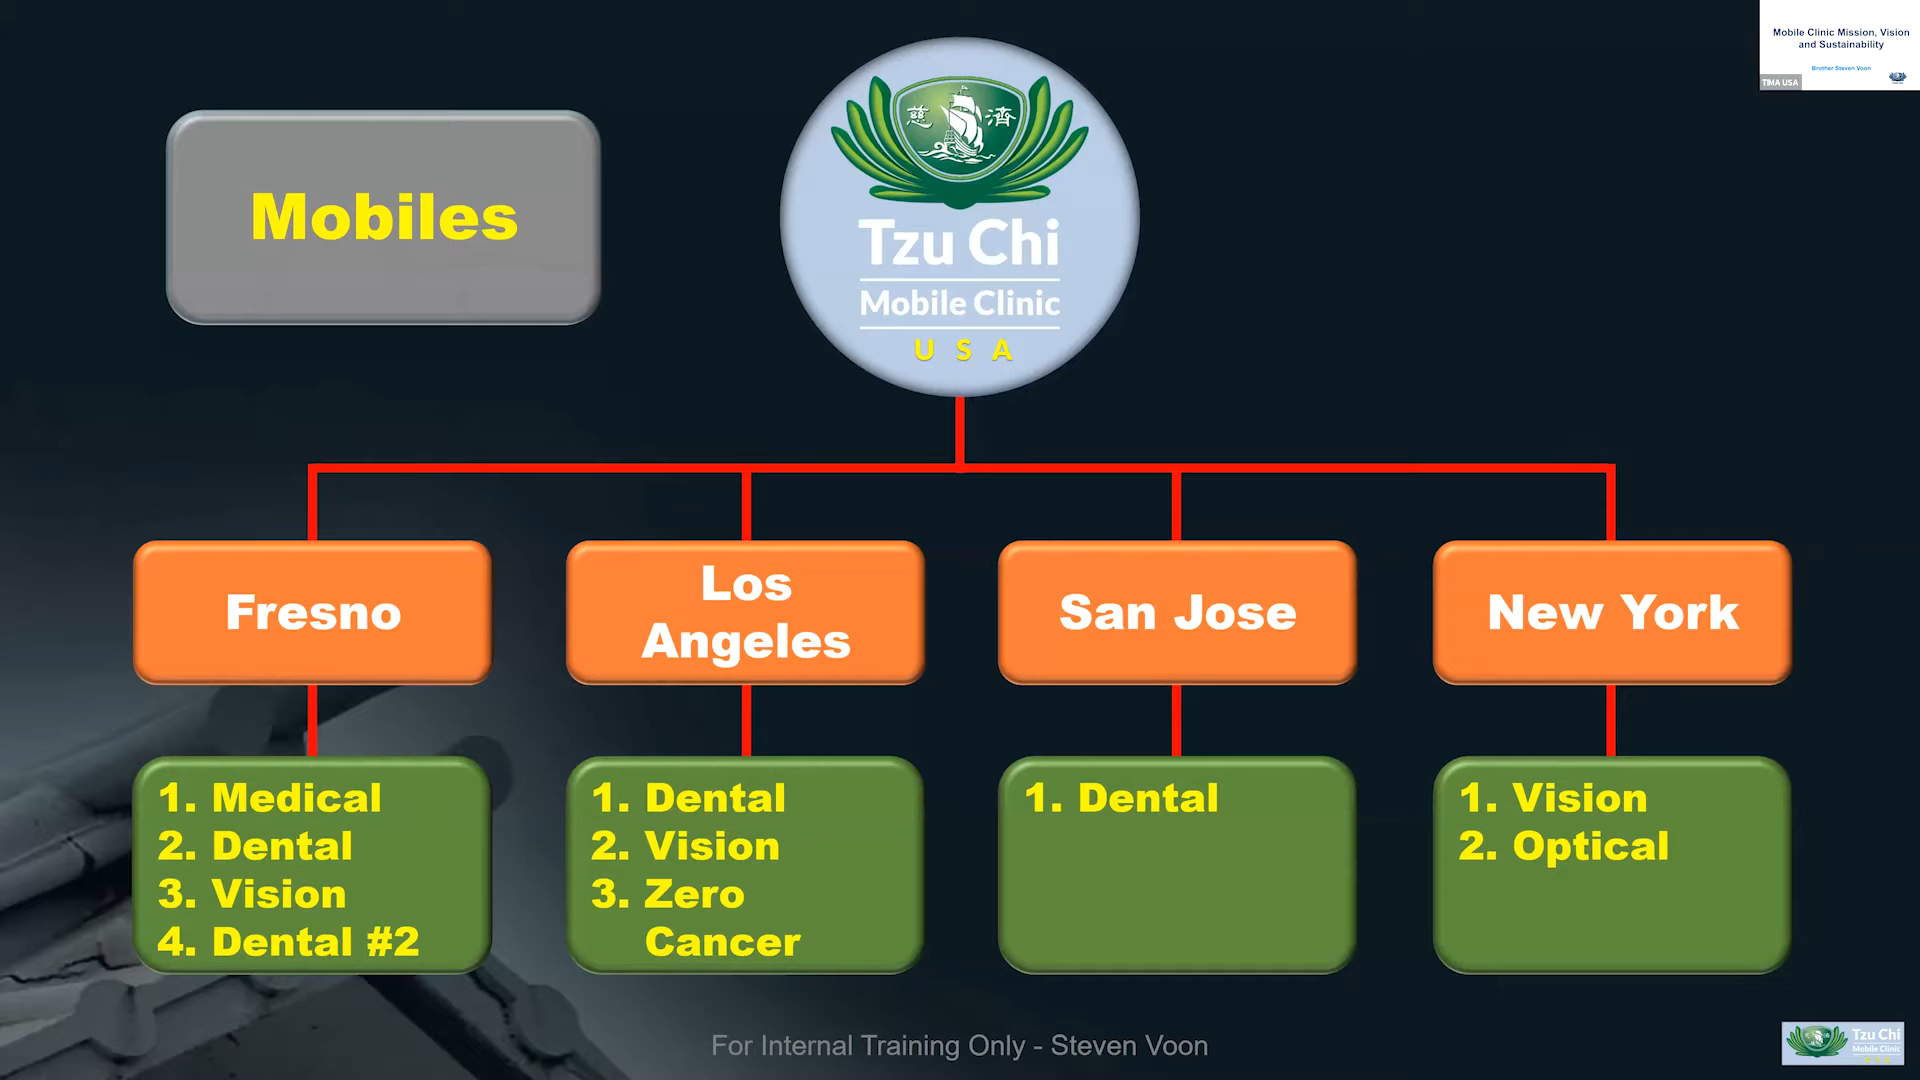 Mobile Clinic Mission, Vision
and Sustainability
Brother Steven Voon
TIMA USA
Mobiles
慈 濟
Tzu Chi
Mobile Clinic
USA
Fresno
Los
Angeles
San Jose
New York
1. Medical
2. Dental
3. Vision
4. Dental #2
1. Dental
2. Vision
3. Zero
Cancer
1. Dental
1. Vision
2. Optical
For Internal Training Only - Steven Voon
Tzu Chi
Mobile Clinic
USA